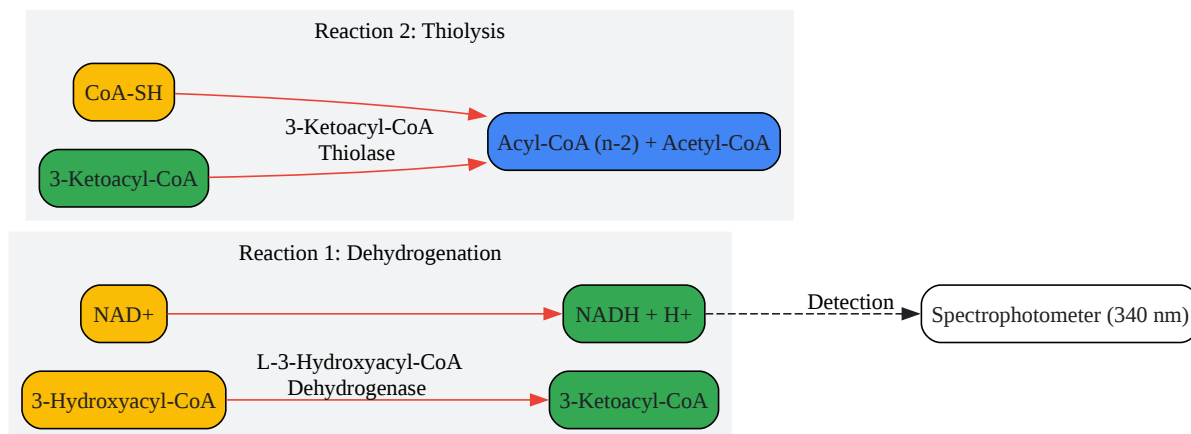 Reaction 2: Thiolysis
CoA-SH
3-Ketoacyl-CoA
Thiolase
Acyl-CoA (n-2) + Acetyl-CoA
3-Ketoacyl-CoA
Reaction 1: Dehydrogenation
NAD+
NADH + H+
Detection
Spectrophotometer (340 nm)
3-Hydroxyacyl-CoA
L-3-Hydroxyacyl-CoA
Dehydrogenase
3-Ketoacyl-CoA